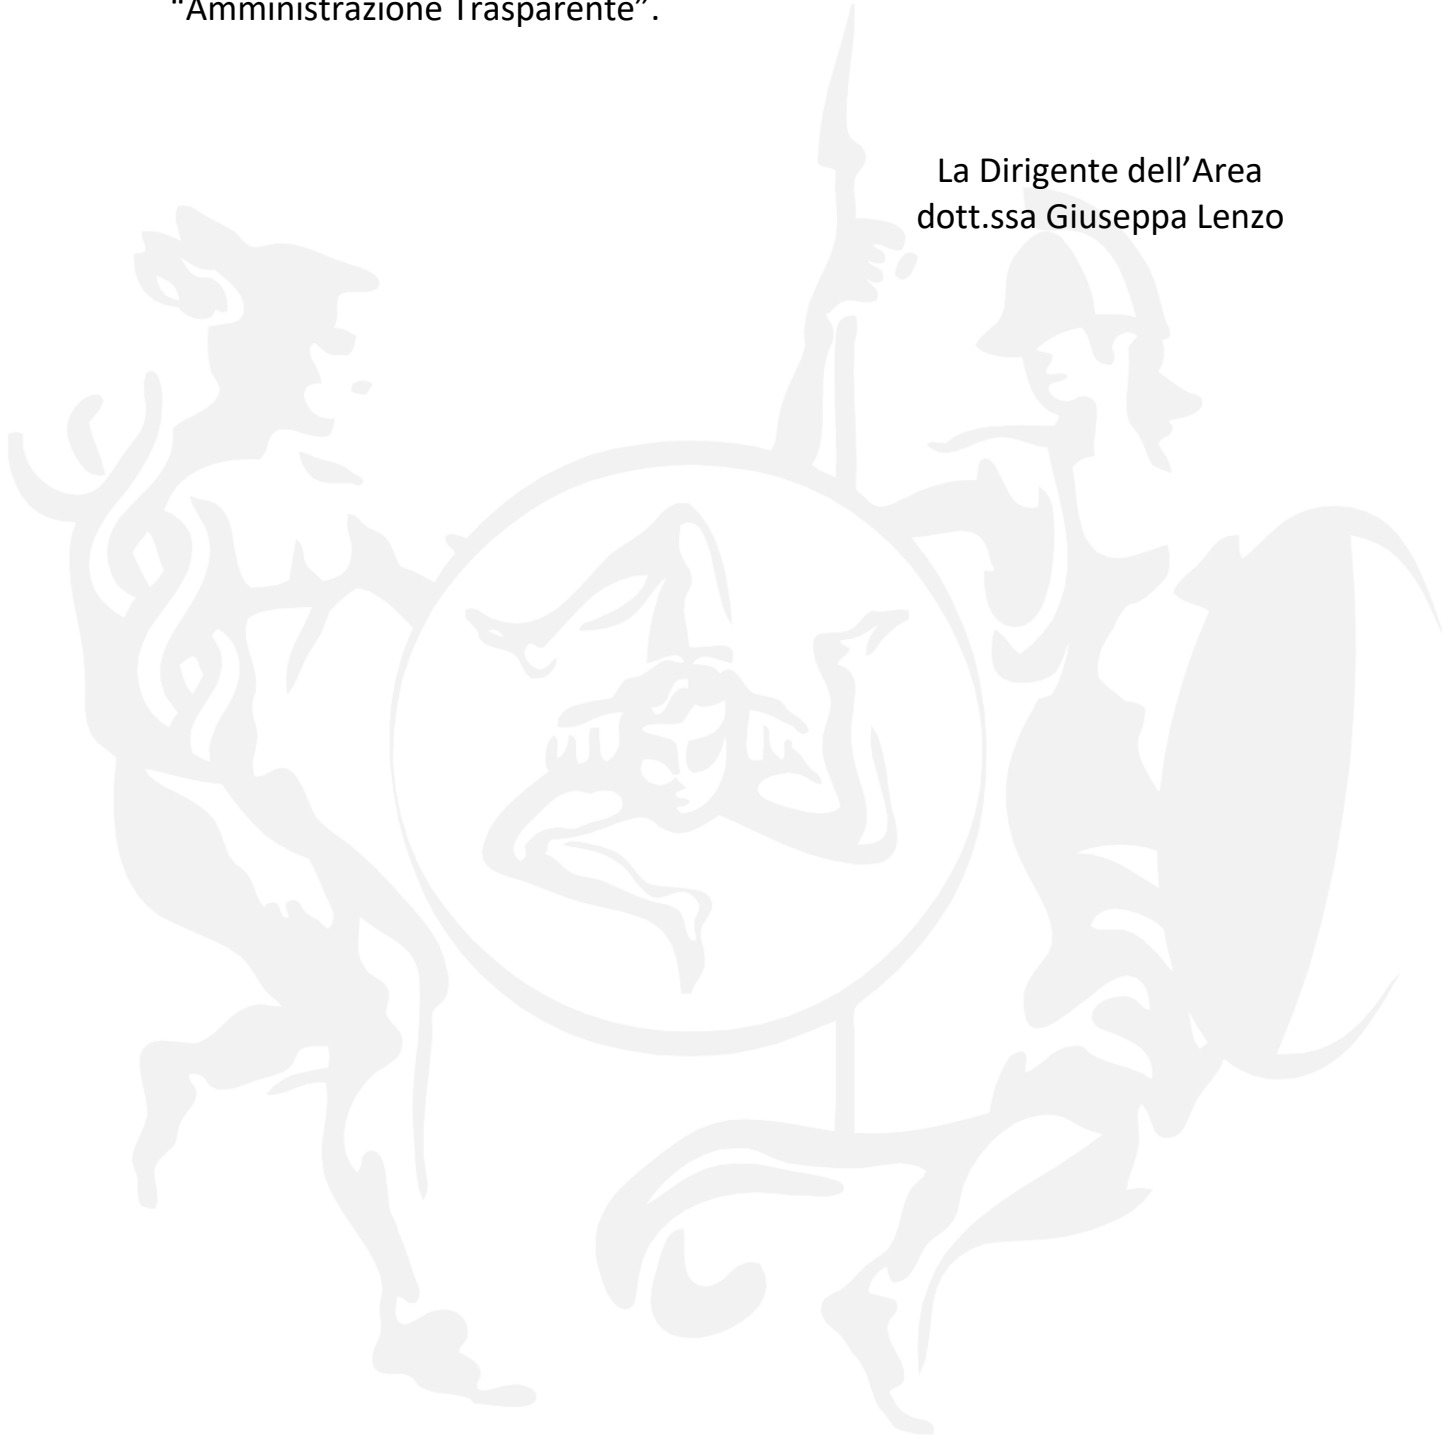 “Amministrazione Trasparente”.
La Dirigente dell’Area
dott.ssa Giuseppa Lenzo